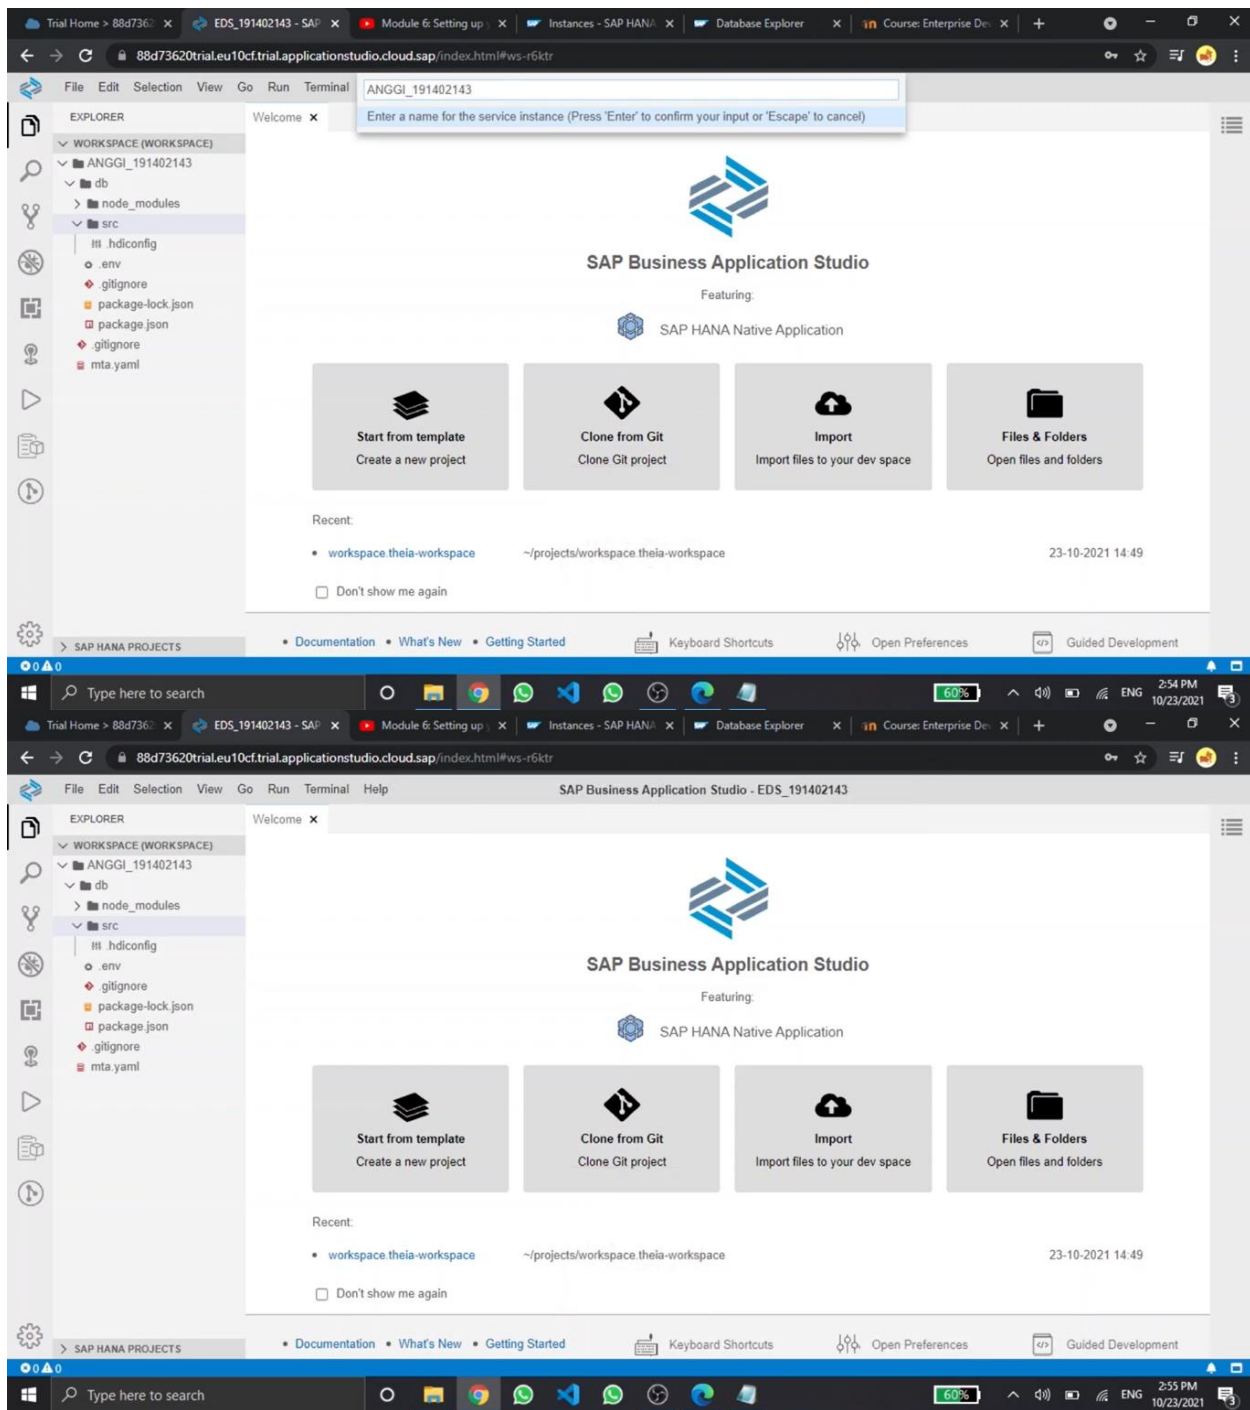 Trial Home > 88d7362 EDS_191402143 - SAP Module 6: Setting up y Instances - SAP HANA Database Explorer Course: Enterprise Dev
88d73620trial.eu10cf.trial.applicationstudio.cloud.sap/index.html#ws-r6ktr
File Edit Selection View Go Run Terminal ANGGI_191402143
EXPLORER Welcome Enter a name for the service instance (Press 'Enter' to confirm your input or 'Escape' to cancel)
WORKSPACE (WORKSPACE)
ANGGI_191402143
db
node_modules
src
.hdiconfig
.env
.gitignore
package-lock.json
package.json
.gitignore
mta.yaml
SAP Business Application Studio
Featuring:
SAP HANA Native Application
Start from template Clone from Git Import Files & Folders
Create a new project Clone Git project Import files to your dev space Open files and folders
Recent:
• workspace.theia-workspace ~/projects/workspace.theia-workspace 23-10-2021 14:49
Don't show me again
SAP HANA PROJECTS • Documentation • What's New • Getting Started Keyboard Shortcuts Open Preferences Guided Development
0 0
Type here to search 60% ENG 2:54 PM
10/23/2021 3
Trial Home > 88d7362 EDS_191402143 - SAP Module 6: Setting up y Instances - SAP HANA Database Explorer Course: Enterprise Dev
88d73620trial.eu10cf.trial.applicationstudio.cloud.sap/index.html#ws-r6ktr
File Edit Selection View Go Run Terminal Help SAP Business Application Studio - EDS_191402143
EXPLORER Welcome
WORKSPACE (WORKSPACE)
ANGGI_191402143
db
node_modules
src
.hdiconfig
.env
.gitignore
package-lock.json
package.json
.gitignore
mta.yaml
SAP Business Application Studio
Featuring:
SAP HANA Native Application
Start from template Clone from Git Import Files & Folders
Create a new project Clone Git project Import files to your dev space Open files and folders
Recent:
• workspace.theia-workspace ~/projects/workspace.theia-workspace 23-10-2021 14:49
Don't show me again
SAP HANA PROJECTS • Documentation • What's New • Getting Started Keyboard Shortcuts Open Preferences Guided Development
0 0
Type here to search 60% ENG 2:55 PM
10/23/2021 3